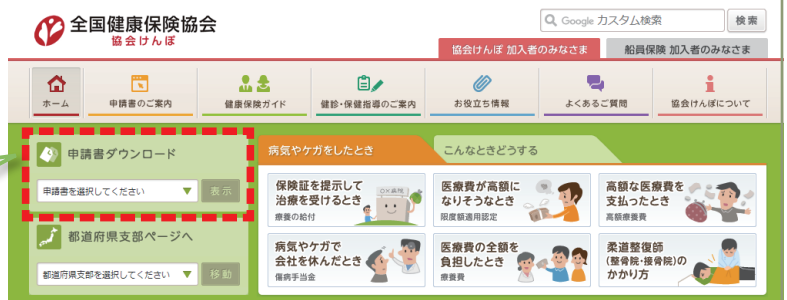 全国健康保険協会
協会けんぽ
Google カスタム検索
検索
協会けんぽ 加入者のみなさま
船員保険 加入者のみなさま
ホーム
申請書のご案内
健康保険ガイド
健診・保健指導のご案内
お役立ち情報
よくあるご質問
協会けんぽについて
申請書ダウンロード
申請書を選択してください
表示
都道府県支部ページへ
都道府県支部を選択してください
移動
病気やケガをしたとき
こんなときどうする
保険証を提示して
治療を受けるとき
療養の給付
医療費が高額に
なりそうなとき
限度額適用認定
高額な医療費を
支払ったとき
高額療養費
病気やケガで
会社を休んだとき
傷病手当金
医療費の全額を
負担したとき
療養費
柔道整復師
(整骨院・接骨院)の
かかり方